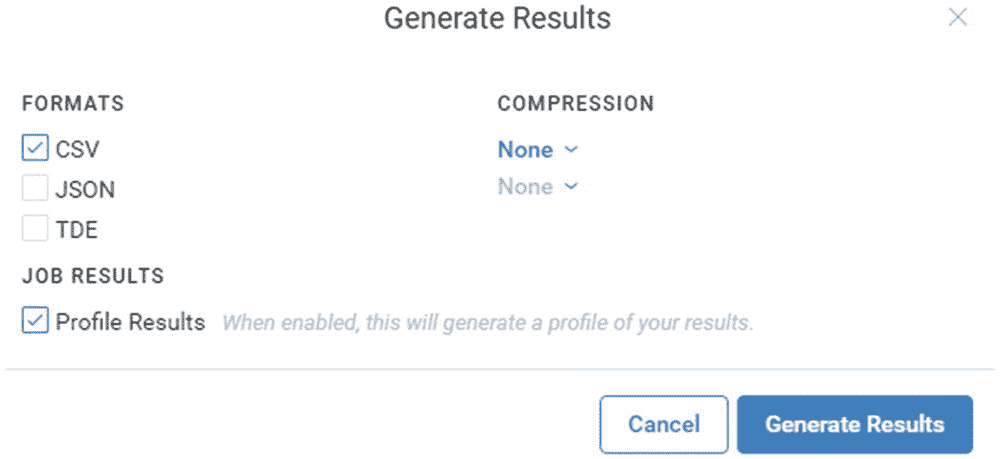 Generate Results
FORMATS COMPRESSION
CSV None
JSON None
TDE
JOB RESULTS
Profile Results When enabled, this will generate a profile of your results.
Cancel Generate Results